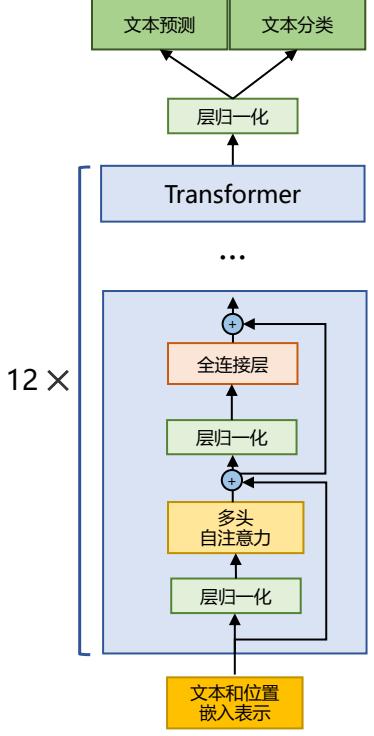 文本预测 文本分类
层归一化
Transformer
...
12 ×
+
全连接层
层归一化
+
多头
自注意力
层归一化
文本和位置
嵌入表示